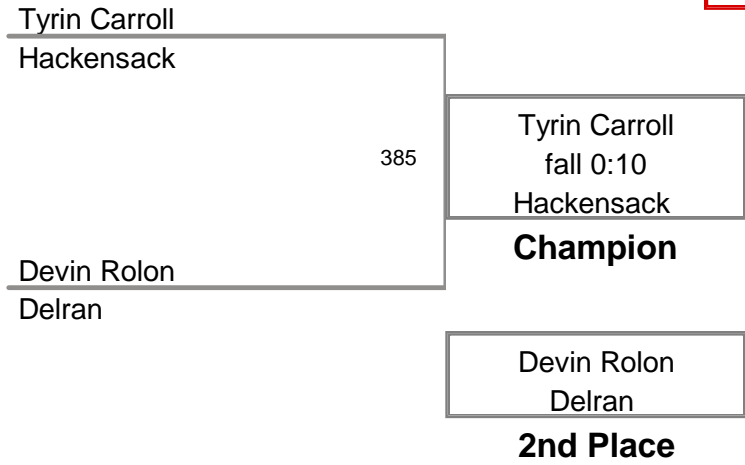 Tyrin Carroll
Hackensack
385
Tyrin Carroll
fall 0:10
Hackensack
Champion
Devin Rolon
Delran
Devin Rolon
Delran
2nd Place